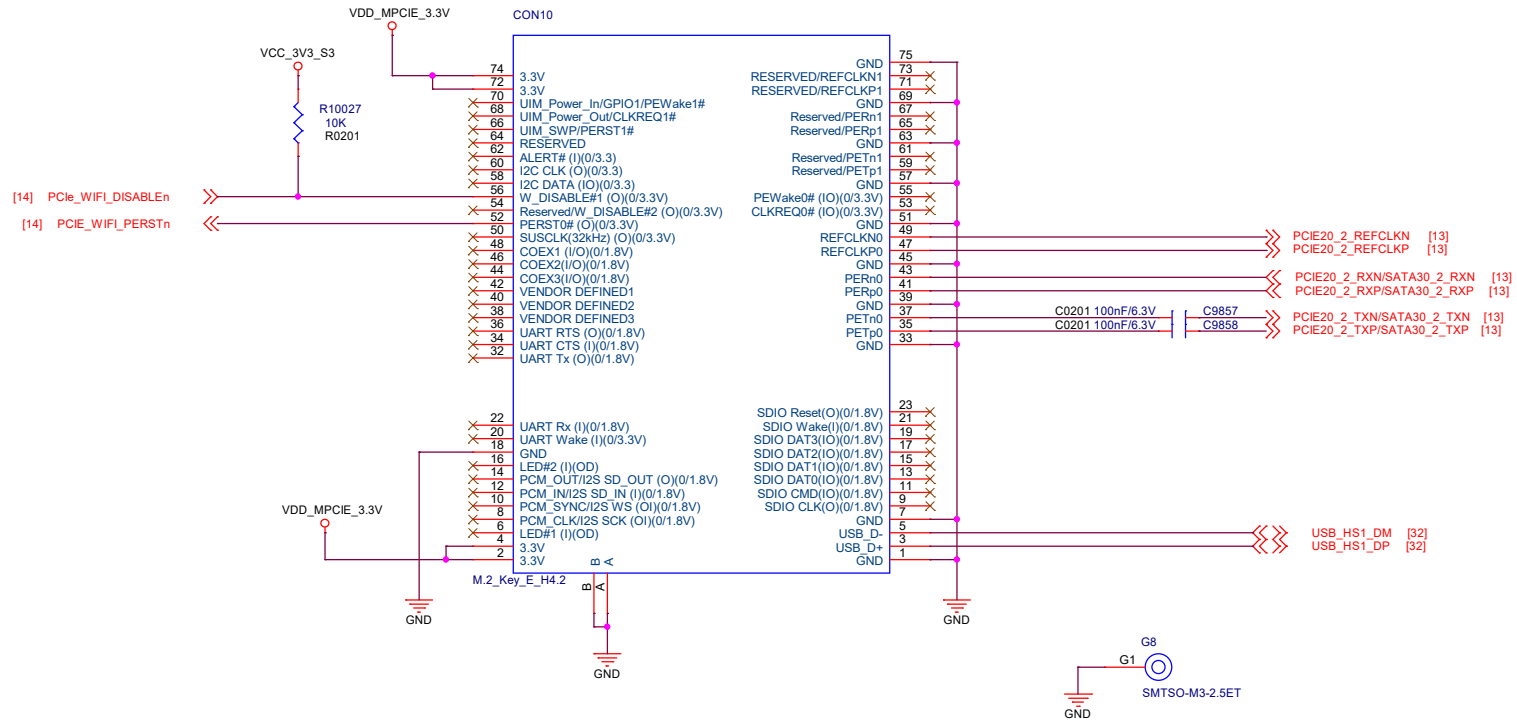 VDD_MPCIE_3.3V
CON10
VCC_3V3_S3
R10027
10K
R0201
[14] PCIe_WIFI_DISABLEn
[14] PCIE_WIFI_PERSTn
74 3.3V
72 3.3V
70 UIM_Power_In/GPIO1/PEWake1#
68 UIM_Power_Out/CLKREQ1#
66 UIM_SWP/PERST1#
64 RESERVED
62 ALERT# (I)(0/3.3)
60 I2C CLK (O)(0/3.3)
58 I2C DATA (IO)(0/3.3)
56 W_DISABLE#1 (O)(0/3.3V)
54 Reserved/W_DISABLE#2 (O)(0/3.3V)
52 PERST0# (O)(0/3.3V)
50 SUSCLK(32kHz) (O)(0/3.3V)
48 COEX1 (I/O)(0/1.8V)
46 COEX2(I/O)(0/1.8V)
44 COEX3(I/O)(0/1.8V)
42 VENDOR DEFINED1
40 VENDOR DEFINED2
38 VENDOR DEFINED3
36 UART RTS (O)(0/1.8V)
34 UART CTS (I)(0/1.8V)
32 UART Tx (O)(0/1.8V)
22 UART Rx (I)(0/1.8V)
20 UART Wake (I)(0/3.3V)
18 GND
16 LED#2 (I)(OD)
14 PCM_OUT/I2S SD_OUT (O)(0/1.8V)
12 PCM_IN/I2S SD_IN (I)(0/1.8V)
10 PCM_SYNC/I2S WS (OI)(0/1.8V)
8 PCM_CLK/I2S SCK (OI)(0/1.8V)
6 LED#1 (I)(OD)
4 3.3V
2 3.3V
VDD_MPCIE_3.3V
GND 75
RESERVED/REFCLKN1 73
RESERVED/REFCLKP1 71
GND 69
Reserved/PERn1 67
Reserved/PERp1 65
GND 63
Reserved/PETn1 61
Reserved/PETp1 59
GND 57
PEWake0# (IO)(0/3.3V) 55
CLKREQ0# (IO)(0/3.3V) 53
GND 51
REFCLKN0 49
REFCLKP0 47
GND 45
PERn0 43
PERp0 41
GND 39
PETn0 37
PETp0 35
GND 33
SDIO Reset(O)(0/1.8V) 23
SDIO Wake(I)(0/1.8V) 21
SDIO DAT3(IO)(0/1.8V) 19
SDIO DAT2(IO)(0/1.8V) 17
SDIO DAT1(IO)(0/1.8V) 15
SDIO DAT0(IO)(0/1.8V) 13
SDIO CMD(IO)(0/1.8V) 11
SDIO CLK(O)(0/1.8V) 9
GND 7
USB_D- 5
USB_D+ 3
GND 1
PCIE20_2_REFCLKN [13]
PCIE20_2_REFCLKP [13]
PCIE20_2_RXN/SATA30_2_RXN [13]
PCIE20_2_RXP/SATA30_2_RXP [13]
C0201 100nF/6.3V C9857 PCIE20_2_TXN/SATA30_2_TXN [13]
C0201 100nF/6.3V C9858 PCIE20_2_TXP/SATA30_2_TXP [13]
USB_HS1_DM [32]
USB_HS1_DP [32]
B A
M.2_Key_E_H4.2
B A
GND
GND
GND
G8
G1
SMTSO-M3-2.5ET
GND